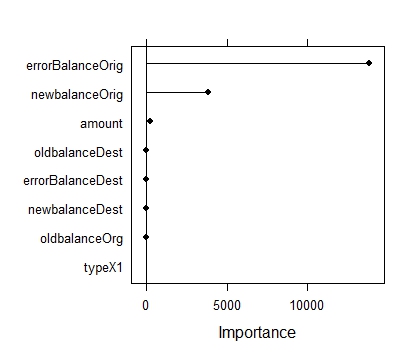 errorBalanceOrig
newbalanceOrig
amount
oldbalanceDest
errorBalanceDest
newbalanceDest
oldbalanceOrg
typeX1
0 5000 10000
Importance